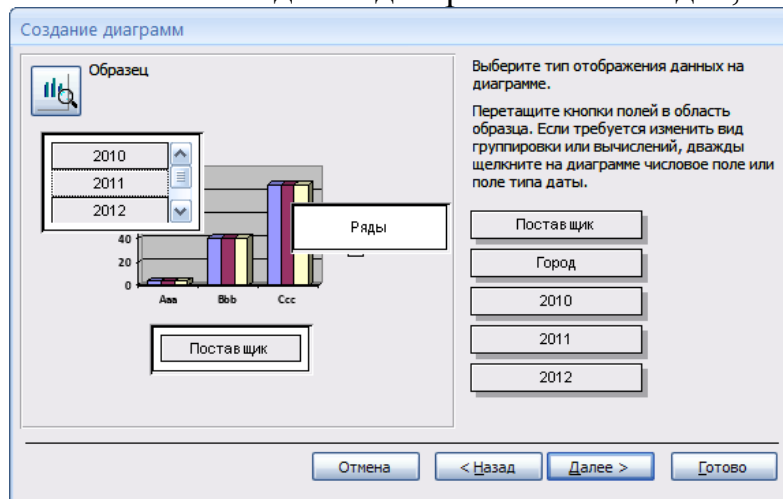 Создание диаграмм
Образец
2010
2011
2012
Ряды
40
20
0
Aaa Bbb Ccc
Поставщик
Выберите тип отображения данных на
диаграмме.
Перетащите кнопки полей в область
образца. Если требуется изменить вид
группировки или вычислений, дважды
щелкните на диаграмме числовое поле или
поле типа даты.
Поставщик
Город
2010
2011
2012
Отмена
< Назад
Далее >
Готово